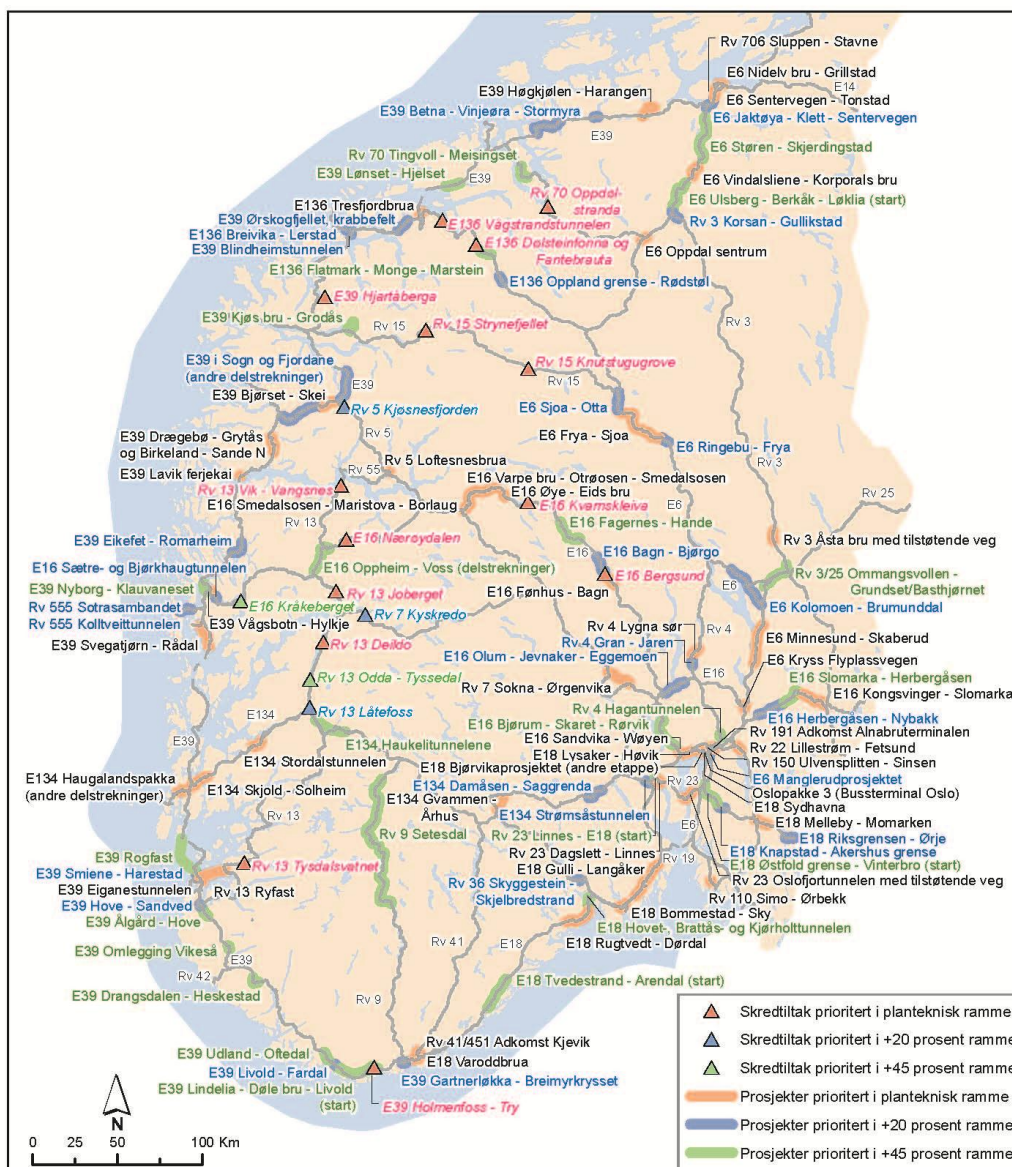 Rv 706 Sluppen - Stavne
E6 Nidelv bru - Grillstad
E14
E39 Høgkjølen - Harangen
E6 Sentervegen - Tonstad
E39 Betna - Vinjeøra - Stormyra
E6 Jaktøya - Klett - Sentervegen
E39
Rv 70 Tingvoll - Meisingset
E6 Støren - Skjerdingstad
E39 Lønset - Hjelset
E39
Rv 70
E6 Vindalsliene - Korporals bru
Rv 70 Oppdøl-
stranda
E6 Ulsberg - Berkåk - Løklia (start)
E136 Tresfjordbrua
E39 Ørskogfjellet, krabbefelt
E136 Vågstrandstunnelen
Rv 3 Korsan - Gullikstad
E136 Breivika - Lerstad
E39 Blindheimstunnelen
E136 Dølsteinfonna og
Fantebrauta
E6 Oppdal sentrum
E136 Flatmark - Monge - Marstein
E136 Oppland grense - Rødstøl
E39 Hjartåberga
Rv 3
E39 Kjøs bru - Grodås
Rv 15
Rv 15 Strynefjellet
E39 i Sogn og Fjordane
(andre delstrekninger)
Rv 15 Knutstugugrove
E39
Rv 15
E39 Bjørset - Skei
Rv 5 Kjøsnesfjorden
E6 Sjoa - Otta
E39 Drægebø - Grytås
og Birkeland - Sande N
Rv 5
E6 Frya - Sjoa
E6 Ringebu - Frya
Rv 3
E39 Lavik ferjekai
Rv 55
Rv 5 Loftesnesbrua
E16 Varpe bru - Otrøosen - Smedalsosen
Rv 25
Rv 13 Vik - Vangsnes
E16 Øye - Eids bru
E16 Smedalsosen - Maristova - Borlaug
E16 Kvamskleiva
E6
Rv 13
E16 Fagernes - Hande
E39 Eikefet - Romarheim
E16 Nærøydalen
Rv 3 Åsta bru med tilstøtende veg
E16
E16 Bagn - Bjørgo
E16 Sætre- og Bjørkhaugtunnelen
E16 Oppheim - Voss (delstrekninger)
E16 Bergsund
Rv 3/25 Ommangsvollen -
Grundset/Basthjørnet
E39 Nyborg - Klauvaneset
Rv 13 Joberget
E16 Fønhus - Bagn
E6 Kolomoen - Brumunddal
Rv 555 Sotrasambandet
E16 Kråkeberget
Rv 7 Kyskredo
Rv 555 Kolltveittunnelen
E39 Vågsbotn - Hylkje
Rv 4 Lygna sør
Rv 4
E6 Minnesund - Skaberud
E39 Svegatjørn - Rådal
Rv 13 Deildo
Rv 4 Gran - Jaren
E16 Olum - Jevnaker - Eggemoen
E6 Kryss Flyplassvegen
E16
E16 Slomarka - Herbergåsen
Rv 13 Odda - Tyssedal
Rv 7 Sokna - Ørgenvika
E16 Kongsvinger - Slomarka
Rv 4 Hagantunnelen
Rv 13 Låtefoss
E16 Bjørum - Skaret - Rørvik
E16 Herbergåsen - Nybakk
E134
E16 Sandvika - Wøyen
Rv 191 Adkomst Alnabruterminalen
E39
E134 Haukelitunnelene
E18 Lysaker - Høvik
Rv 22 Lillestrøm - Fetsund
E134 Stordalstunnelen
E18 Bjørvikaprosjektet (andre etappe)
Rv 150 Ulvensplitten - Sinsen
E134 Haugalandspakka
(andre delstrekninger)
E134 Damåsen - Saggrenda
Rv 23
E6 Manglerudprosjektet
E134 Skjold - Solheim
E134 Gvammen -
Århus
E134 Strømsåstunnelen
Oslopakke 3 (Bussterminal Oslo)
E18 Sydhavna
Rv 13
Rv 9 Setesdal
Rv 23 Linnes - E18 (start)
E6
E18 Melleby - Momarken
E18 Riksgrensen - Ørje
E39 Rogfast
Rv 13 Tysdalsvatnet
Rv 23 Dagslett - Linnes
E18 Knapstad - Akershus grense
E39 Smiene - Harestad
E18 Gulli - Langåker
Rv 19
E18 Østfold grense - Vinterbro (start)
E39 Eiganestunnelen
Rv 13 Ryfast
Rv 36 Skyggestein -
Skjelbredstrand
Rv 23 Oslofjortunnelen med tilstøtende veg
E39 Hove - Sandved
Rv 110 Simo - Ørbekk
E39 Ålgård - Hove
E18 Bommestad - Sky
E18 Hovet-, Brattås- og Kjørholttunnelen
E39 Omlegging Vikeså
Rv 41
E18
E18 Rugtvedt - Dørdal
E39
Rv 42
E39 Drangsdalen - Heskestad
E18 Tvedestrand - Arendal (start)
Rv 9
Rv 41/451 Adkomst Kjevik
E39 Udland - Oftedal
E18 Varoddbrua
E39 Livold - Fardal
E39 Gartnerløkka - Breimyrkrysset
E39 Lindelia - Døle bru - Livold
(start)
E39 Holmenfoss - Try
Skredtiltak prioritert i planteknisk ramme
Skredtiltak prioritert i +20 prosent ramme
Skredtiltak prioritert i +45 prosent ramme
Prosjekter prioritert i planteknisk ramme
Prosjekter prioritert i +20 prosent ramme
Prosjekter prioritert i +45 prosent ramme
N
0 25 50 100 Km